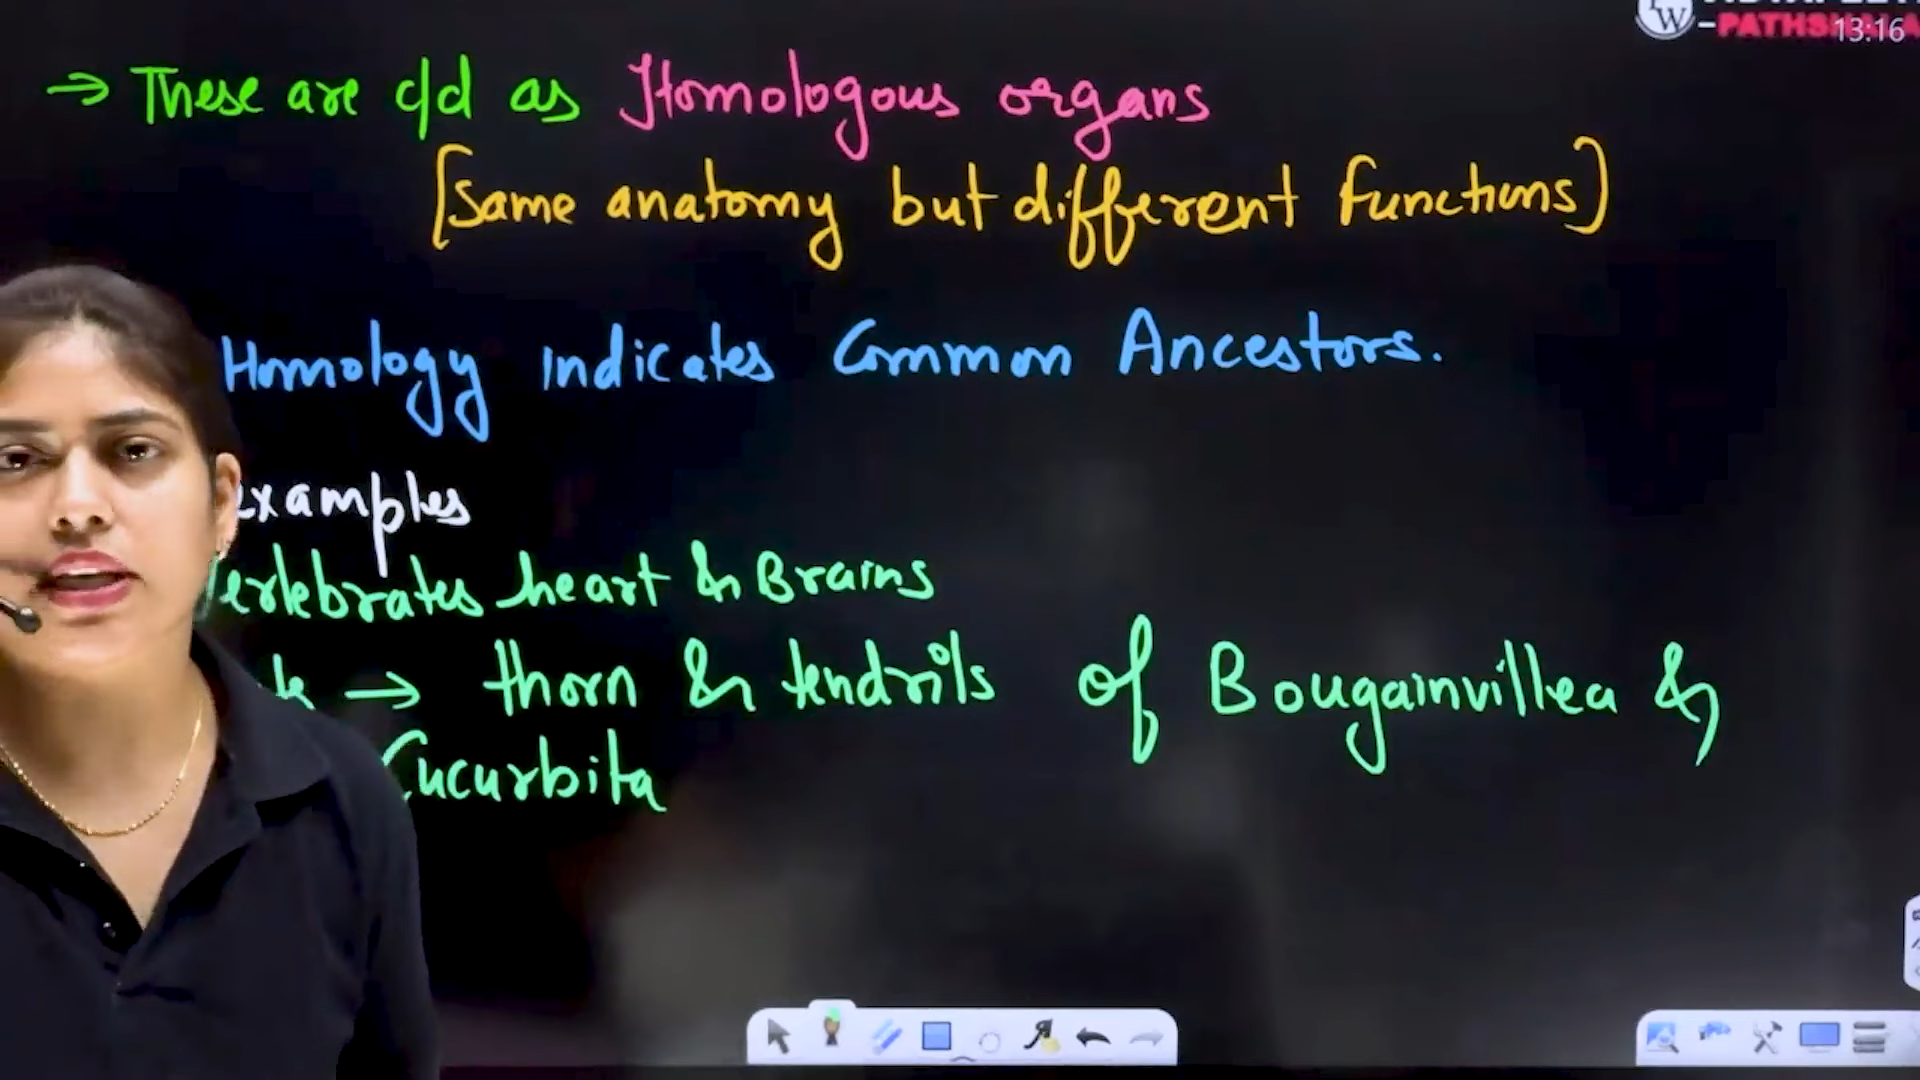 -PATHSHALA 13:16
→ These are c/d as Homologous organs
[Same anatomy but different functions]
Homology indicates Common Ancestors.
examples
ertebrates heart & Brains
→ thorn & tendrils of Bougainvillea &
Cucurbita